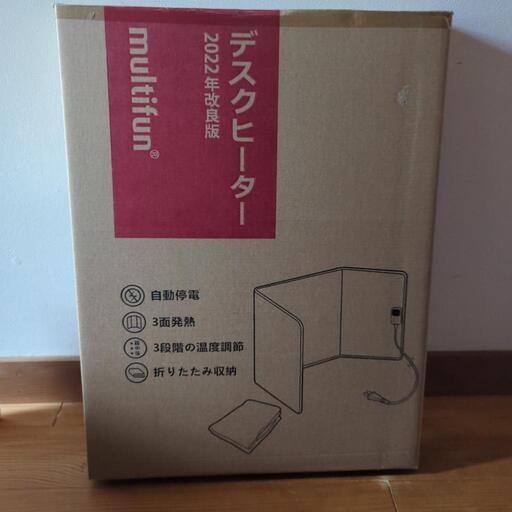 デスクヒーター
2022年改良版
multifun®
自動停電
3面発熱
3段階の温度調節
折りたたみ収納